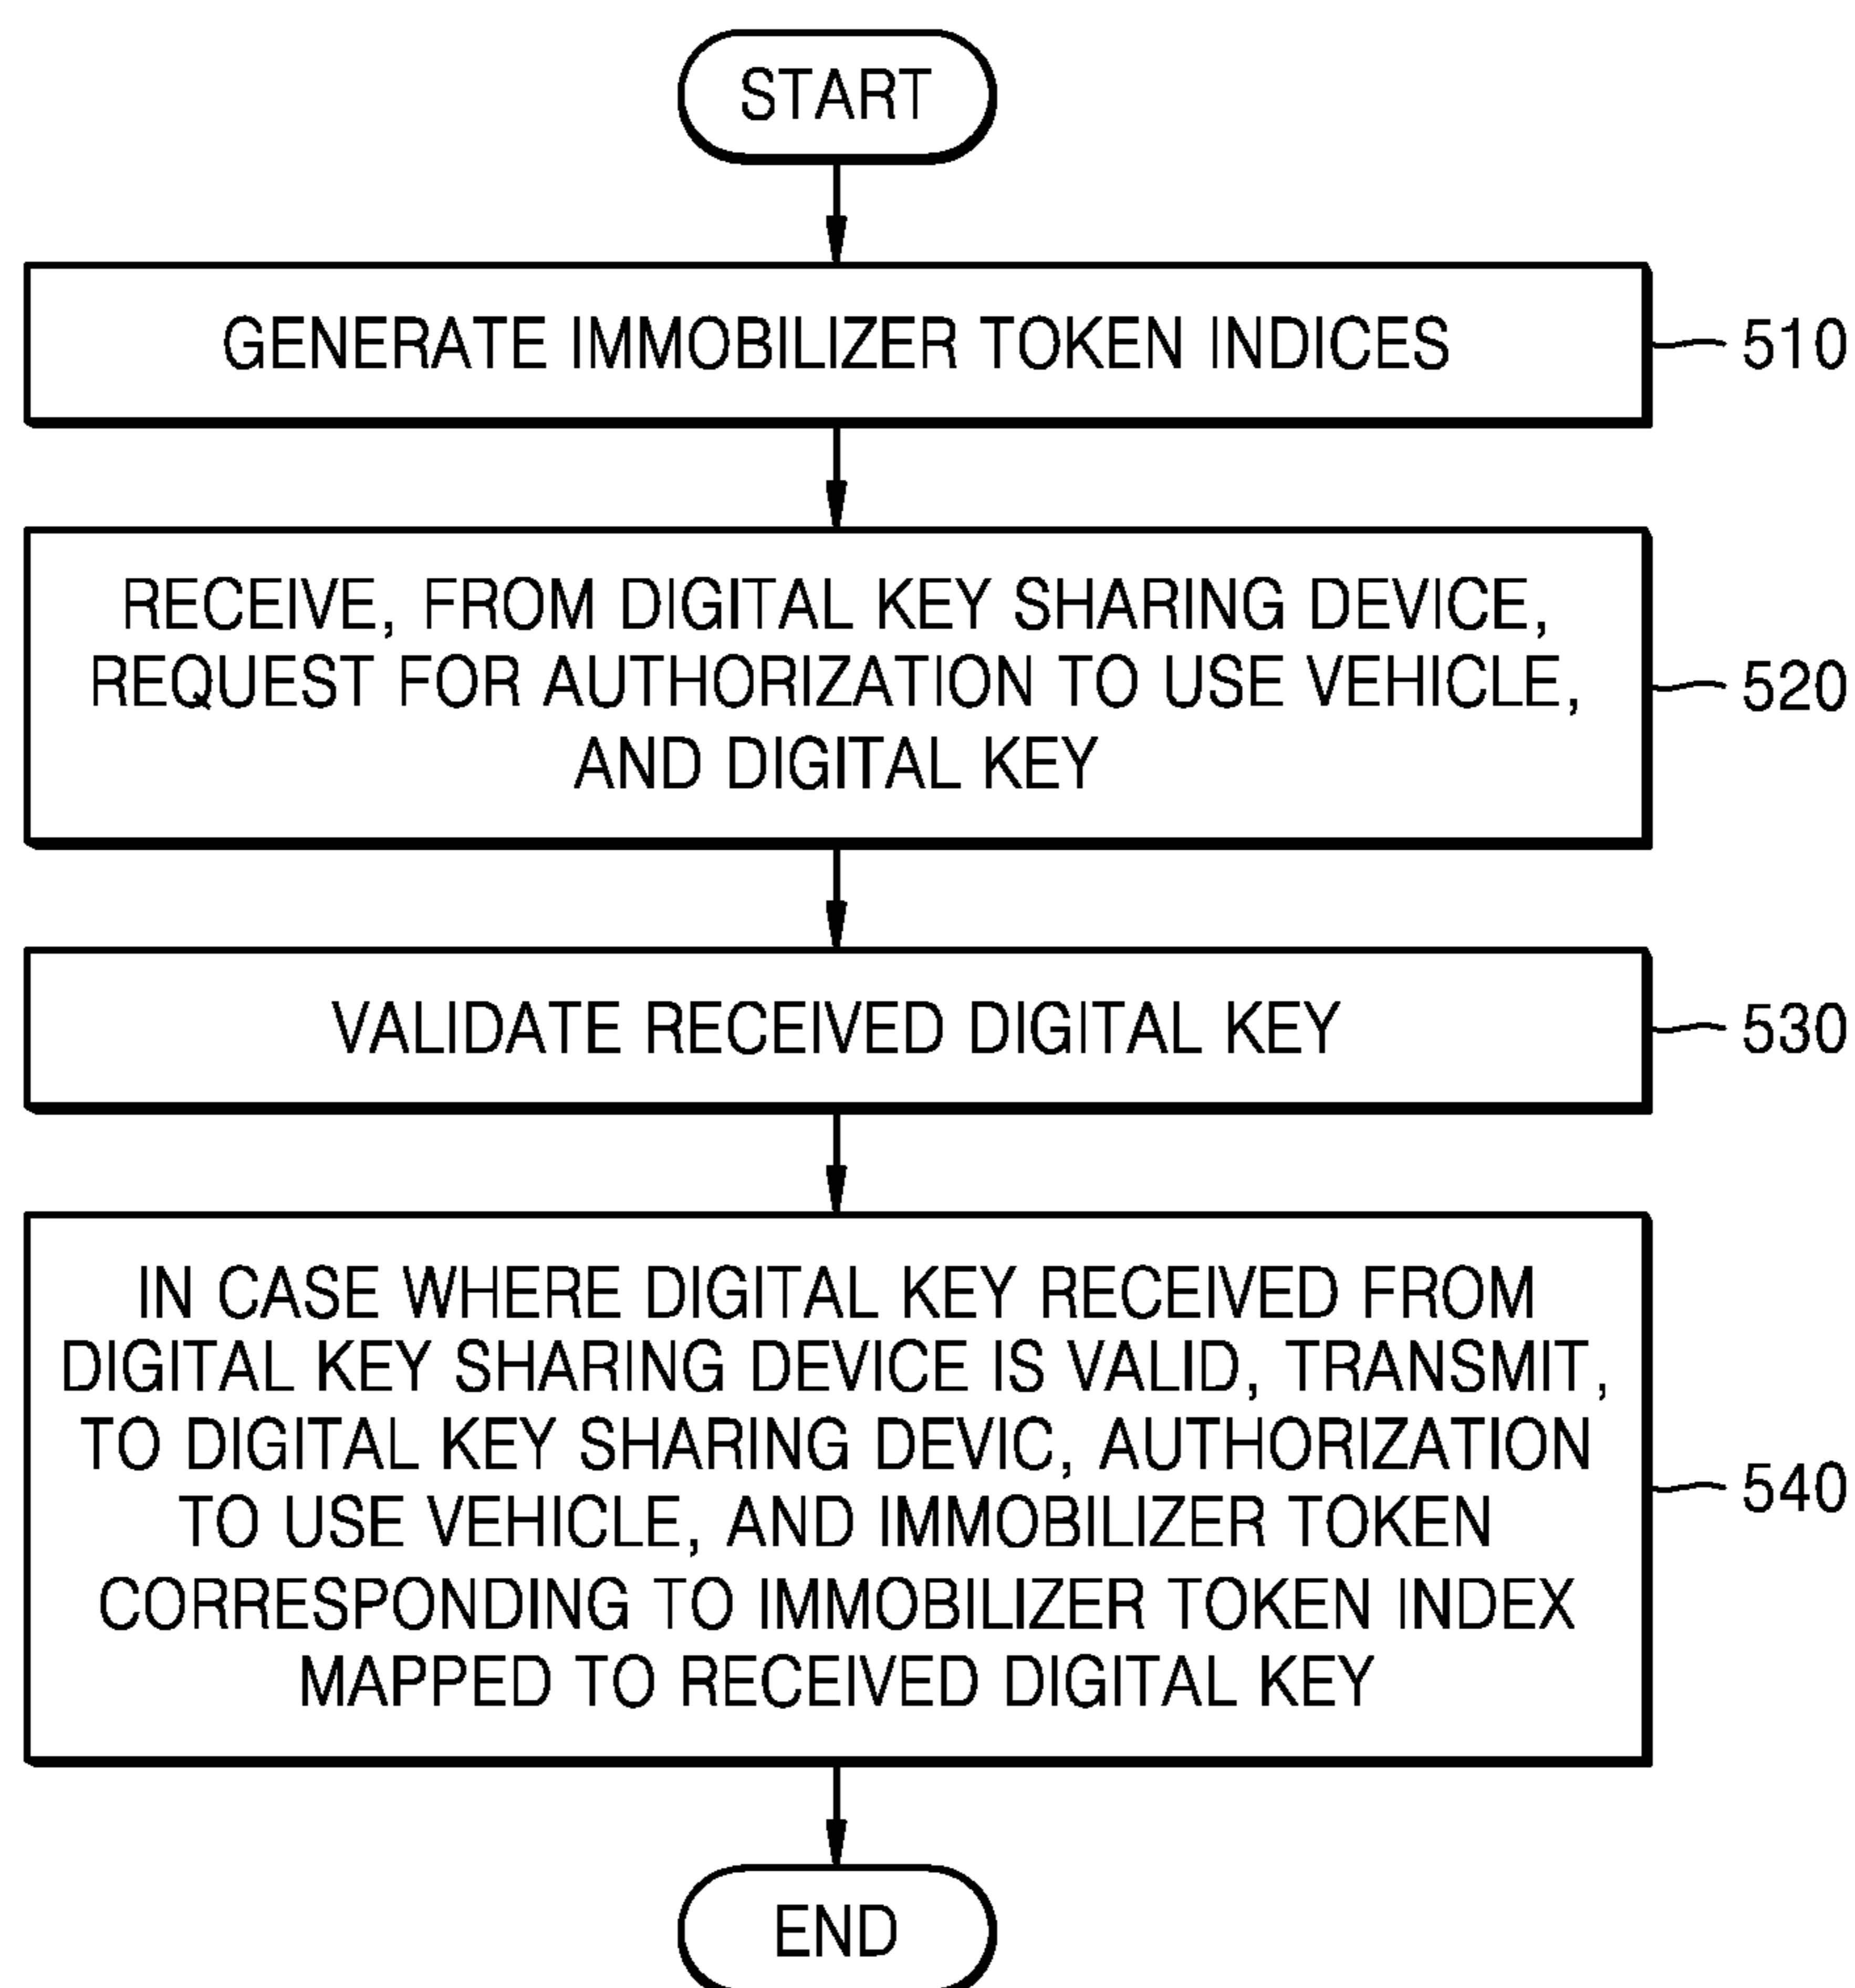 START
GENERATE IMMOBILIZER TOKEN INDICES
510
RECEIVE, FROM DIGITAL KEY SHARING DEVICE,
REQUEST FOR AUTHORIZATION TO USE VEHICLE,
AND DIGITAL KEY
520
VALIDATE RECEIVED DIGITAL KEY
530
IN CASE WHERE DIGITAL KEY RECEIVED FROM
DIGITAL KEY SHARING DEVICE IS VALID, TRANSMIT,
TO DIGITAL KEY SHARING DEVIC, AUTHORIZATION
TO USE VEHICLE, AND IMMOBILIZER TOKEN
CORRESPONDING TO IMMOBILIZER TOKEN INDEX
MAPPED TO RECEIVED DIGITAL KEY
540
END